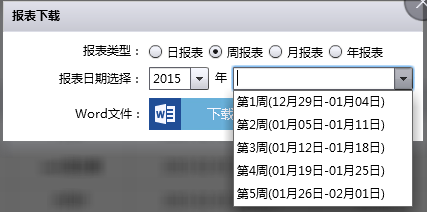 报表下载
报表类型： 日报表 周报表 月报表 年报表
报表日期选择： 2015 年
Word文件： 下载
第1周(12月29日-01月04日)
第2周(01月05日-01月11日)
第3周(01月12日-01月18日)
第4周(01月19日-01月25日)
第5周(01月26日-02月01日)